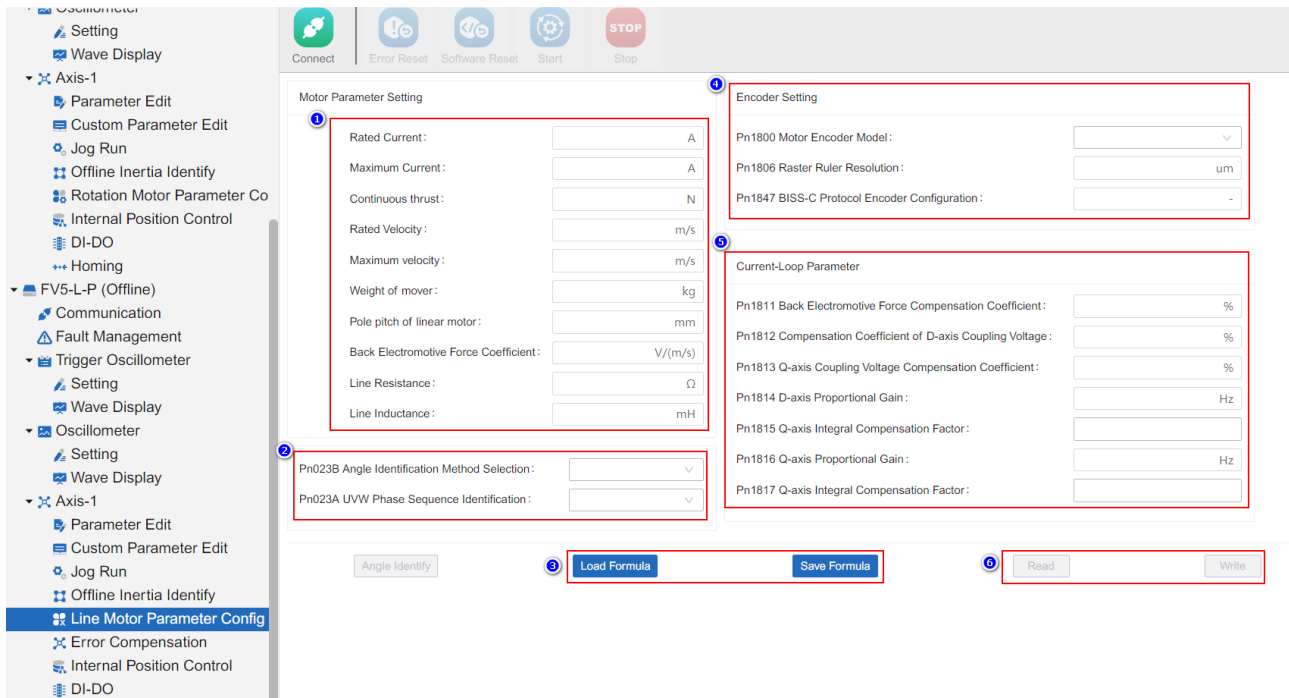 Oscillometer
Setting
Wave Display
Axis-1
Parameter Edit
Custom Parameter Edit
Jog Run
Offline Inertia Identify
Rotation Motor Parameter Co
Internal Position Control
DI-DO
Homing
FV5-L-P (Offline)
Communication
Fault Management
Trigger Oscillometer
Setting
Wave Display
Oscillometer
Setting
Wave Display
Axis-1
Parameter Edit
Custom Parameter Edit
Jog Run
Offline Inertia Identify
Line Motor Parameter Config
Error Compensation
Internal Position Control
DI-DO
STOP
Connect Error Reset Software Reset Start Stop
Motor Parameter Setting
1
Rated Current: A
Maximum Current: A
Continuous thrust: N
Rated Velocity: m/s
Maximum velocity: m/s
Weight of mover: kg
Pole pitch of linear motor: mm
Back Electromotive Force Coefficient: V/(m/s)
Line Resistance: Ω
Line Inductance: mH
2
Pn023B Angle Identification Method Selection:
Pn023A UVW Phase Sequence Identification:
4
Encoder Setting
Pn1800 Motor Encoder Model:
Pn1806 Raster Ruler Resolution: um
Pn1847 BISS-C Protocol Encoder Configuration: -
5
Current-Loop Parameter
Pn1811 Back Electromotive Force Compensation Coefficient: %
Pn1812 Compensation Coefficient of D-axis Coupling Voltage: %
Pn1813 Q-axis Coupling Voltage Compensation Coefficient: %
Pn1814 D-axis Proportional Gain: Hz
Pn1815 Q-axis Integral Compensation Factor:
Pn1816 Q-axis Proportional Gain: Hz
Pn1817 Q-axis Integral Compensation Factor:
Angle Identify 3 Load Formula Save Formula 6 Read Write